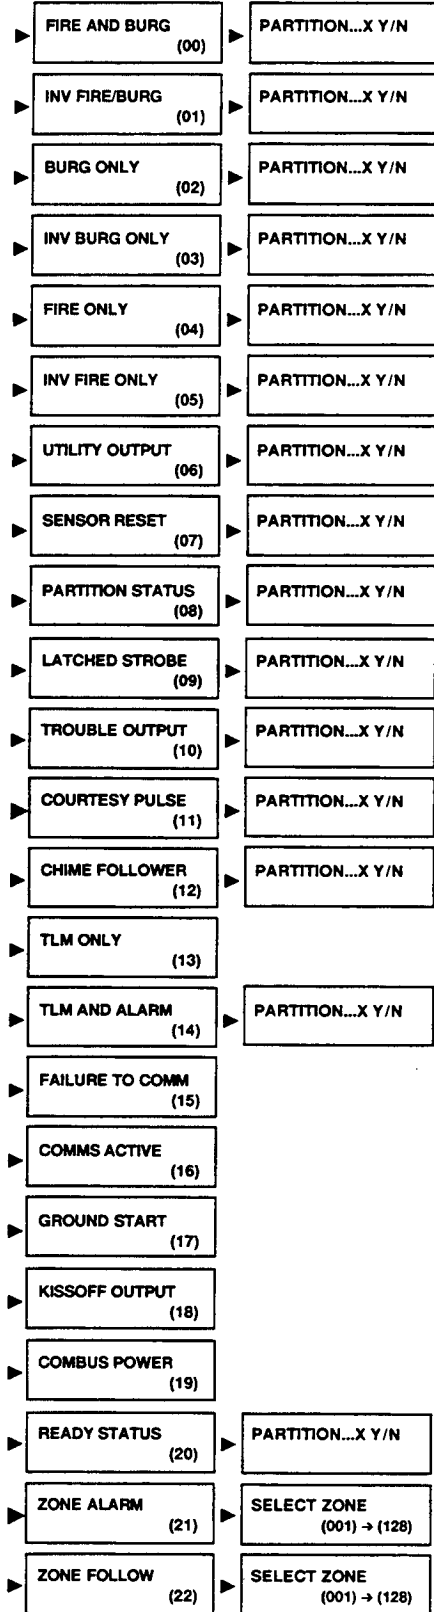 FIRE AND BURG
(00)
PARTITION...X Y/N
INV FIRE/BURG
(01)
PARTITION...X Y/N
BURG ONLY
(02)
PARTITION...X Y/N
INV BURG ONLY
(03)
PARTITION...X Y/N
FIRE ONLY
(04)
PARTITION...X Y/N
INV FIRE ONLY
(05)
PARTITION...X Y/N
UTILITY OUTPUT
(06)
PARTITION...X Y/N
SENSOR RESET
(07)
PARTITION...X Y/N
PARTITION STATUS
(08)
PARTITION...X Y/N
LATCHED STROBE
(09)
PARTITION...X Y/N
TROUBLE OUTPUT
(10)
PARTITION...X Y/N
COURTESY PULSE
(11)
PARTITION...X Y/N
CHIME FOLLOWER
(12)
PARTITION...X Y/N
TLM ONLY
(13)
TLM AND ALARM
(14)
PARTITION...X Y/N
FAILURE TO COMM
(15)
COMMS ACTIVE
(16)
GROUND START
(17)
KISSOFF OUTPUT
(18)
COMBUS POWER
(19)
READY STATUS
(20)
PARTITION...X Y/N
ZONE ALARM
(21)
SELECT ZONE
(001) → (128)
ZONE FOLLOW
(22)
SELECT ZONE
(001) → (128)